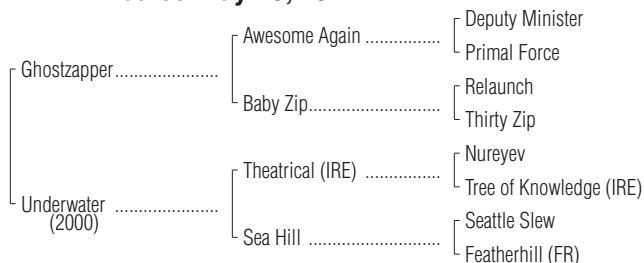 Deputy Minister
Awesome Again ..................
Primal Force
Ghostzapper........................
Relaunch
Baby Zip................................
Thirty Zip
Nureyev
Theatrical (IRE) ..................
Tree of Knowledge (IRE)
Underwater ........................
(2000)
Seattle Slew
Sea Hill ................................
Featherhill (FR)